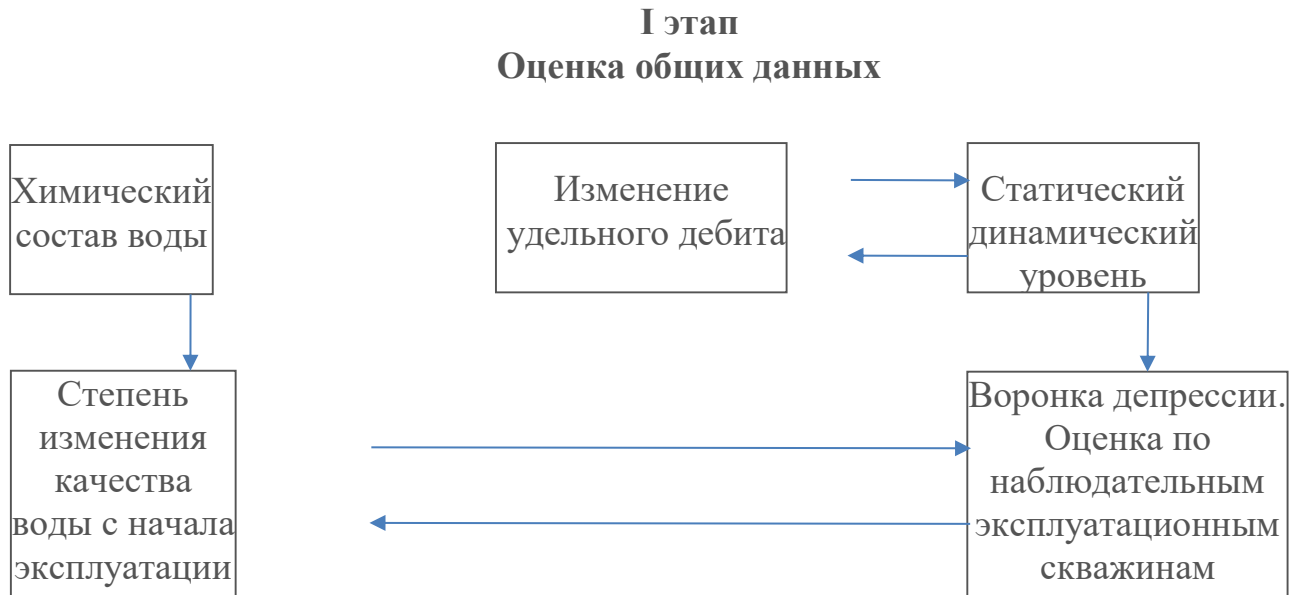 I этап
Оценка общих данных
Химический
состав воды
Изменение
удельного дебита
Статический
динамический
уровень
Степень
изменения
качества
воды с начала
эксплуатации
Воронка депрессии.
Оценка по
наблюдательным
эксплуатационным
скважинам